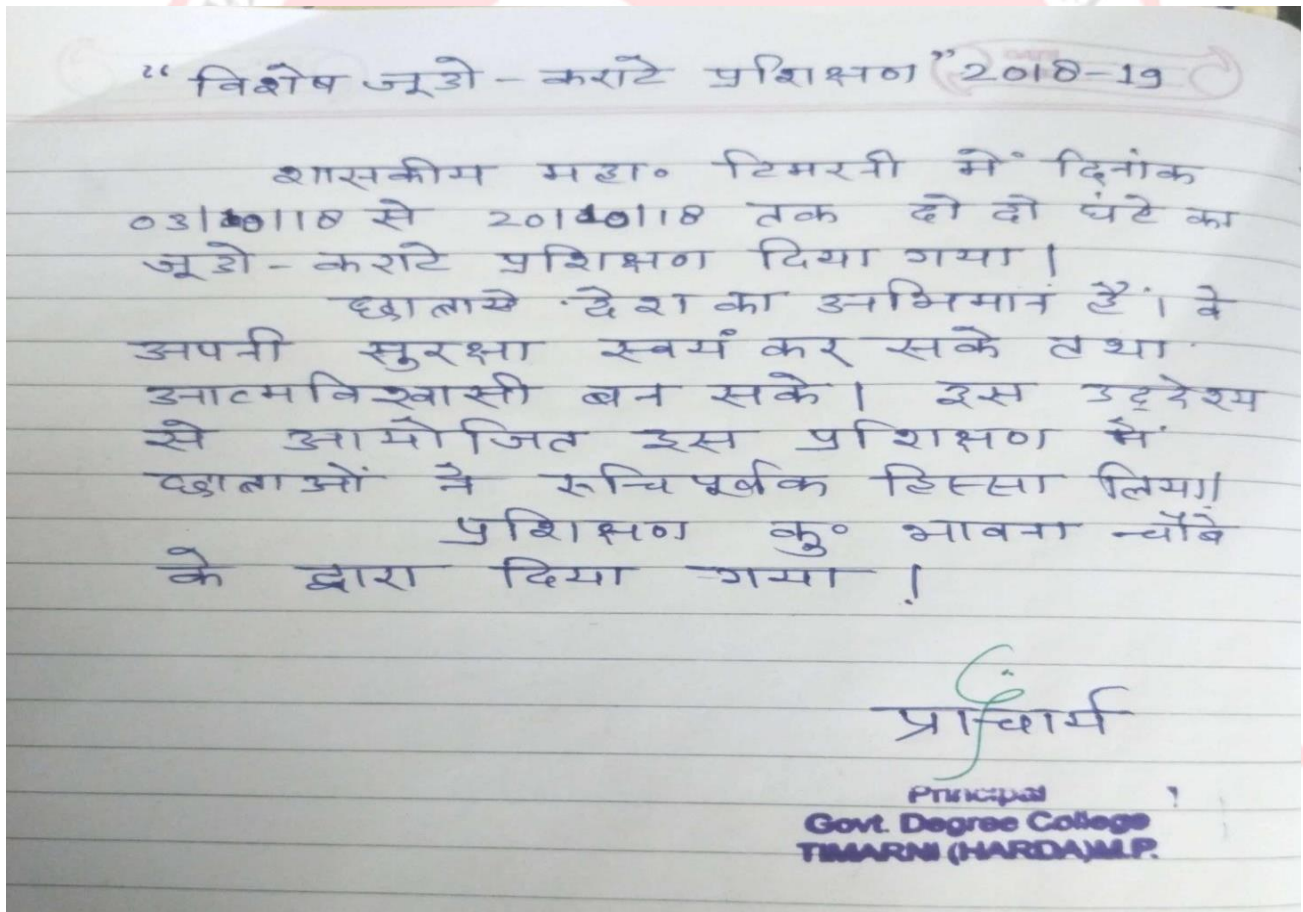 "विशेष जूडो - कराटे प्रशिक्षण" 2018-19
शासकीय महा० टिमरनी में दिनांक
03/10/18 से 20/10/18 तक दो दो घंटे का
जूडो - कराटे प्रशिक्षण दिया गया।
छात्राये देश का अभिमान हैं। वे
अपनी सुरक्षा स्वयं कर सके तथा
आत्मविश्वासी बन सके। इस उद्देश्य
से आयोजित इस प्रशिक्षण में
छात्राओं ने रूचिपूर्वक हिस्सा लिया।
प्रशिक्षण कु० भावना चौबे
के द्वारा दिया गया।
प्राचार्य
Principal
Govt. Degree College
TIMARNI (HARDA) M.P.